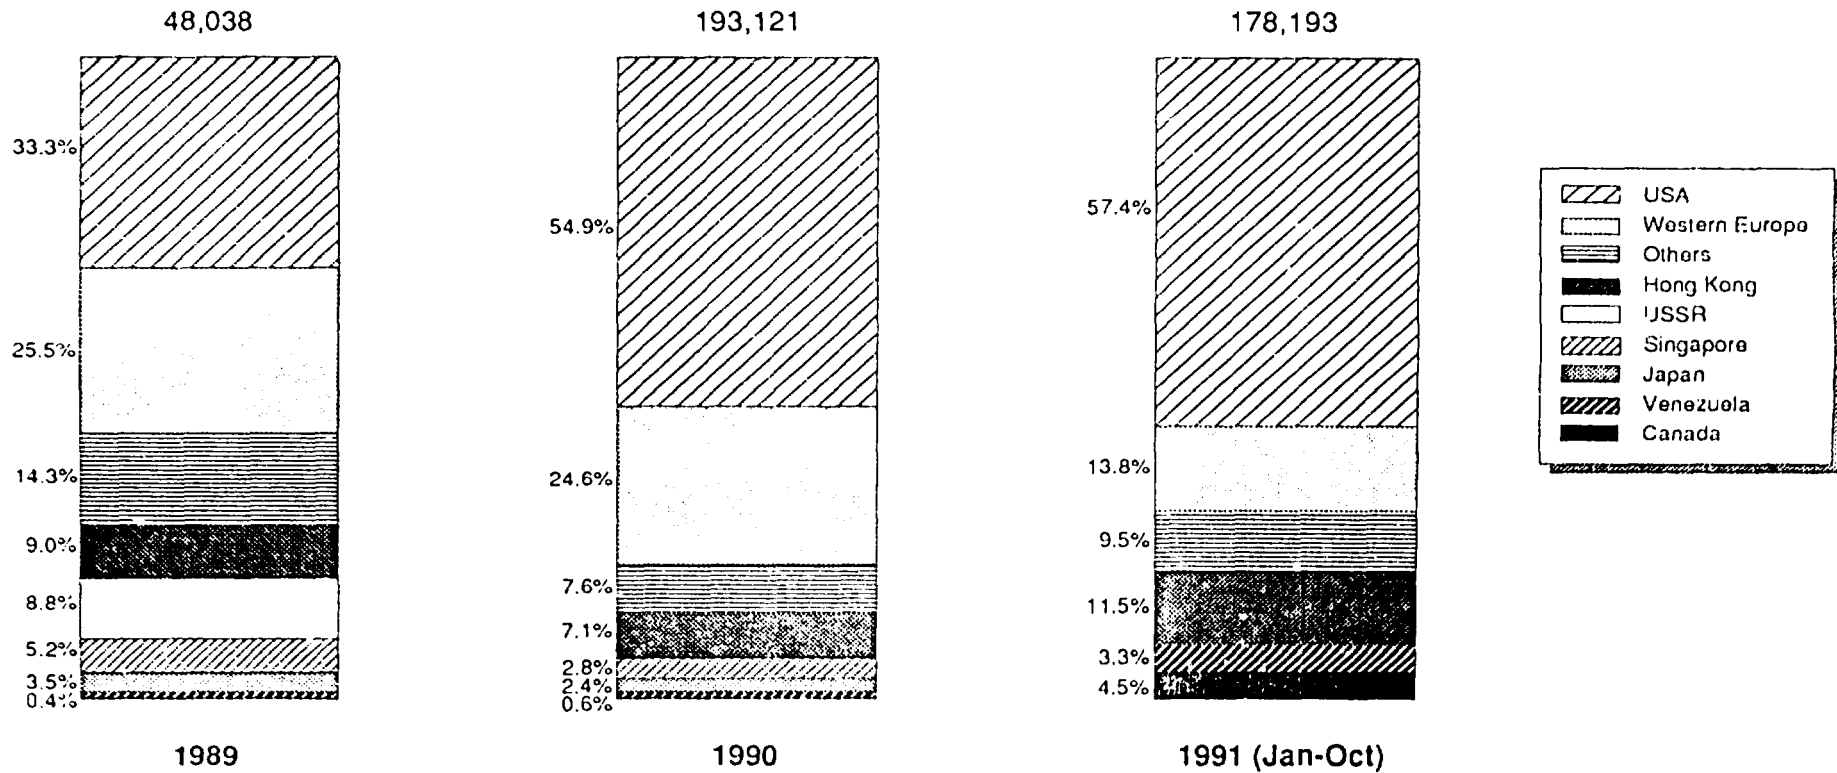 48,038
193,121
178,193
33.3%
25.5%
14.3%
9.0%
8.8%
5.2%
3.5%
0.4%
54.9%
24.6%
7.6%
7.1%
2.8%
2.4%
0.6%
57.4%
13.8%
9.5%
11.5%
3.3%
4.5%
USA
Western Europe
Others
Hong Kong
USSR
Singapore
Japan
Venezuela
Canada
1989
1990
1991 (Jan-Oct)